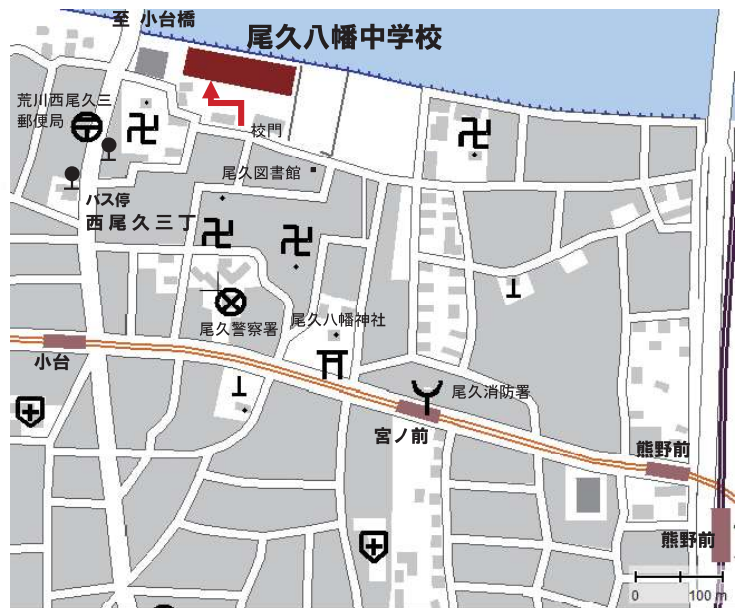 至 小台橋
尾久八幡中学校
荒川西尾久三
郵便局
校門
尾久図書館
バス停
西尾久三丁
尾久八幡神社
尾久警察署
小台
尾久消防署
宮ノ前
熊野前
熊野前
0 100 m